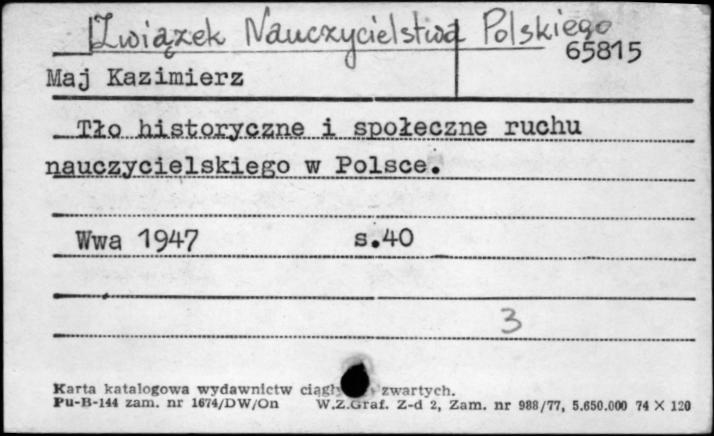 Związek Nauczycielstwa Polskiego
65815
Maj Kazimierz
Tło historyczne i społeczne ruchu
nauczycielskiego w Polsce.
Wwa 1947 s.40
3
Karta katalogowa wydawnictw zwartych.
Pu-B-144 zam. nr 1674/DW/On W.Z.Graf. Z-d 2, Zam. nr 988/77, 5.650.000 74 X 120